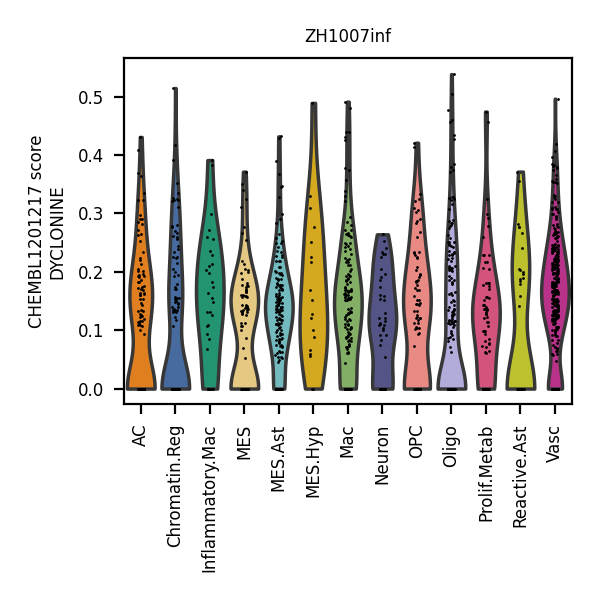 ZH1007inf
CHEMBL1201217 score
DYCLONINE
0.5
0.4
0.3
0.2
0.1
0.0
AC
Chromatin.Reg
Inflammatory.Mac
MES
MES.Ast
MES.Hyp
Mac
Neuron
OPC
Oligo
Prolif.Metab
Reactive.Ast
Vasc